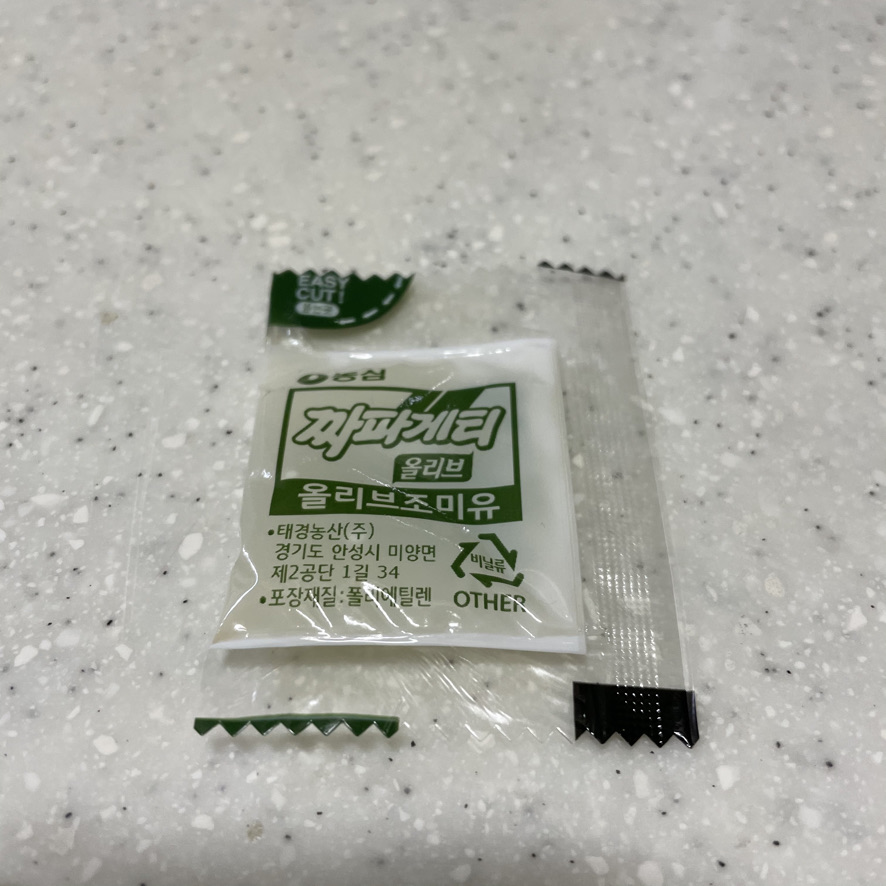 EASY
CUT!
농심
짜파게티
올리브
올리브조미유
•태경농산(주)
경기도 안성시 미양면
제2공단 1길 34
•포장재질:폴리에틸렌
비닐류
OTHER